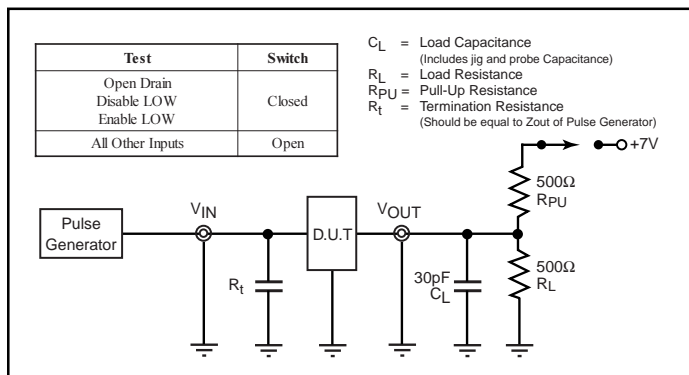 Test Switch
Open Drain
Disable LOW
Enable LOW
Closed
All Other Inputs Open
CL = Load Capacitance
(Includes jig and probe Capacitance)
RL = Load Resistance
RPU = Pull-Up Resistance
Rt = Termination Resistance
(Should be equal to Zout of Pulse Generator)
+7V
500Ω
RPU
Pulse
Generator
VIN
D.U.T
VOUT
Rt
30pF
CL
500Ω
RL